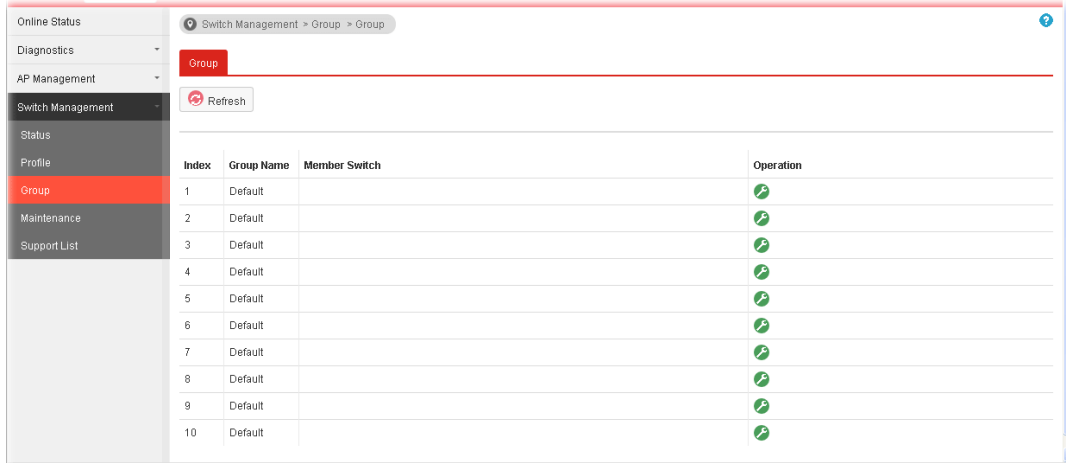 Online Status
Diagnostics
AP Management
Switch Management
Status
Profile
Group
Maintenance
Support List
Switch Management > Group > Group
?
Group
Refresh
Index Group Name Member Switch Operation
1 Default
2 Default
3 Default
4 Default
5 Default
6 Default
7 Default
8 Default
9 Default
10 Default